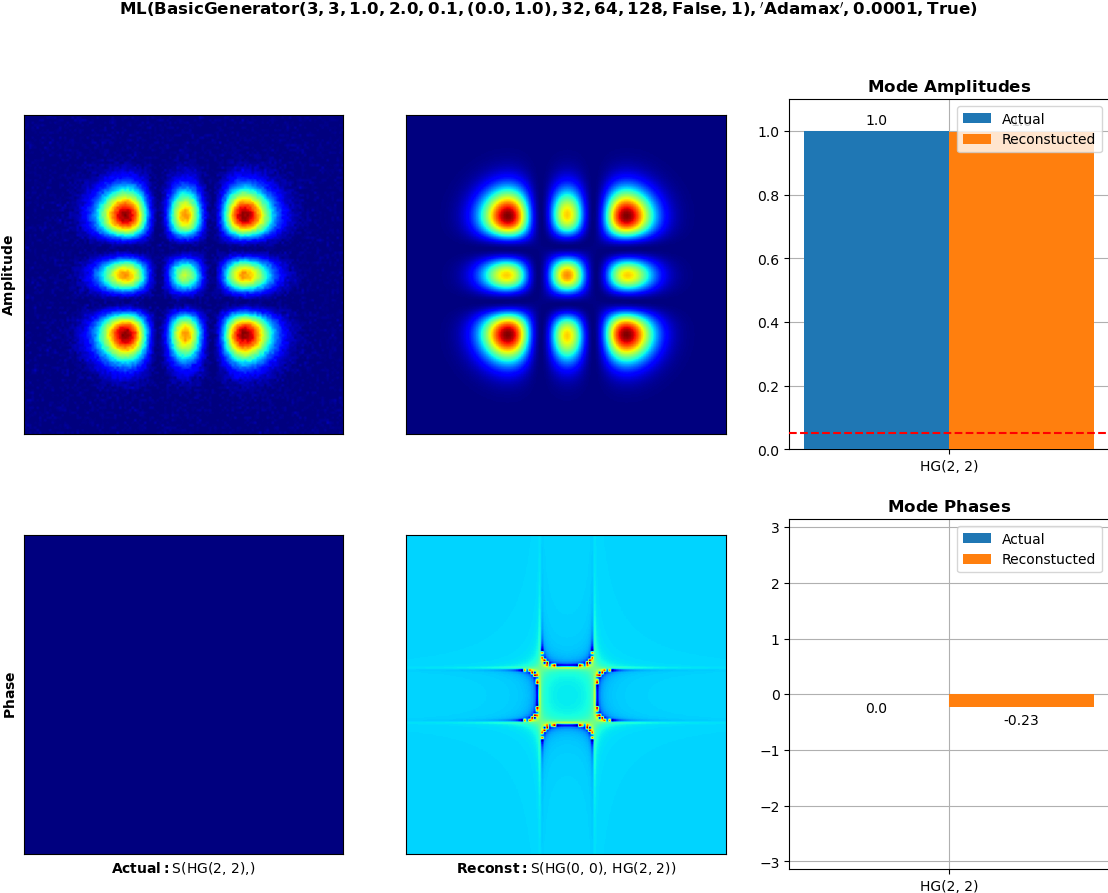 ML(BasicGenerator(3, 3, 1.0, 2.0, 0.1, (0.0, 1.0), 32, 64, 128, False, 1), ′Adamax′, 0.0001, True)
Amplitude
Mode Amplitudes
1.0
Actual
Reconstucted
1.0
0.8
0.6
0.4
0.2
0.0
HG(2, 2)
Phase
Actual: S(HG(2, 2),)
Reconst: S(HG(0, 0), HG(2, 2))
Mode Phases
Actual
Reconstucted
3
2
1
0
−1
−2
−3
0.0
-0.23
HG(2, 2)